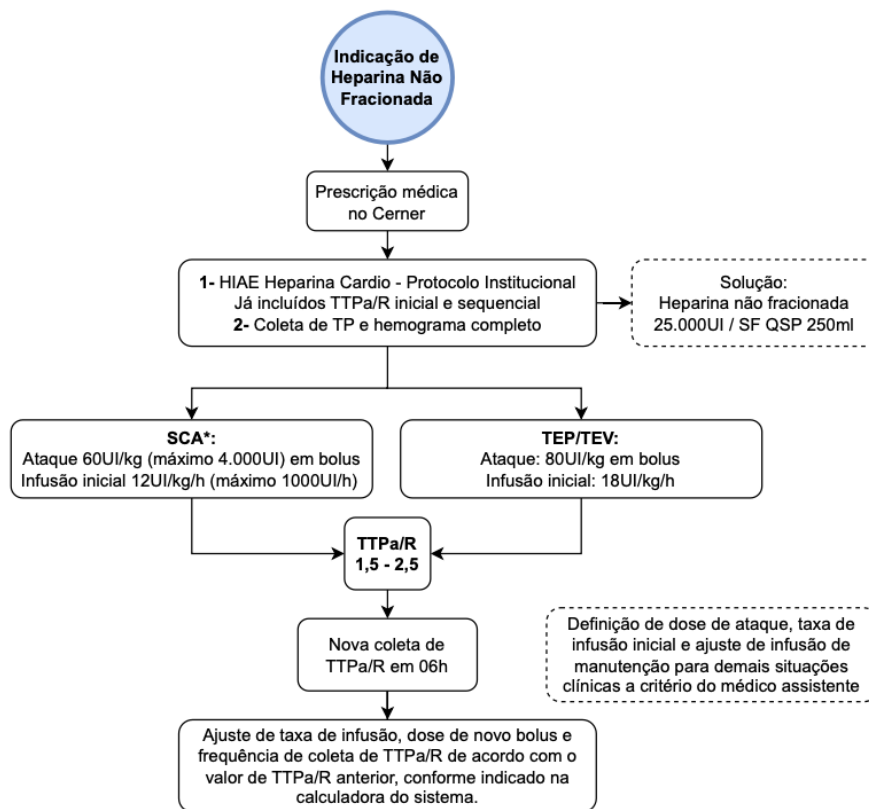 Indicação de
Heparina Não
Fracionada
Prescrição médica
no Cerner
1- HIAE Heparina Cardio - Protocolo Institucional
Já incluídos TTPa/R inicial e sequencial
2- Coleta de TP e hemograma completo
Solução:
Heparina não fracionada
25.000UI / SF QSP 250ml
SCA*:
Ataque 60UI/kg (máximo 4.000UI) em bolus
Infusão inicial 12UI/kg/h (máximo 1000UI/h)
TEP/TEV:
Ataque: 80UI/kg em bolus
Infusão inicial: 18UI/kg/h
TTPa/R
1,5 - 2,5
Nova coleta de
TTPa/R em 06h
Definição de dose de ataque, taxa de
infusão inicial e ajuste de infusão de
manutenção para demais situações
clínicas a critério do médico assistente
Ajuste de taxa de infusão, dose de novo bolus e
frequência de coleta de TTPa/R de acordo com o
valor de TTPa/R anterior, conforme indicado na
calculadora do sistema.